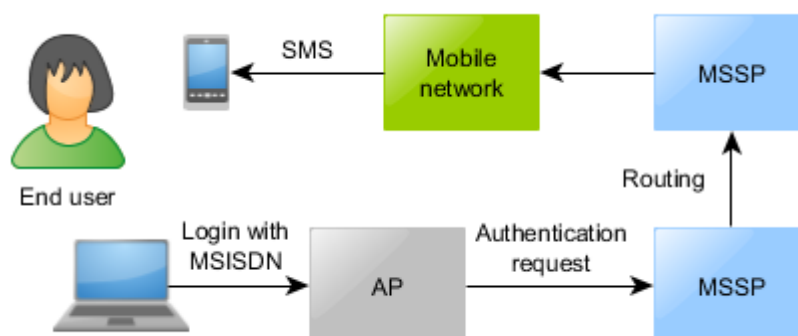 SMS
Mobile
network
MSSP
End user
Routing
Login with
MSISDN
AP
Authentication
request
MSSP